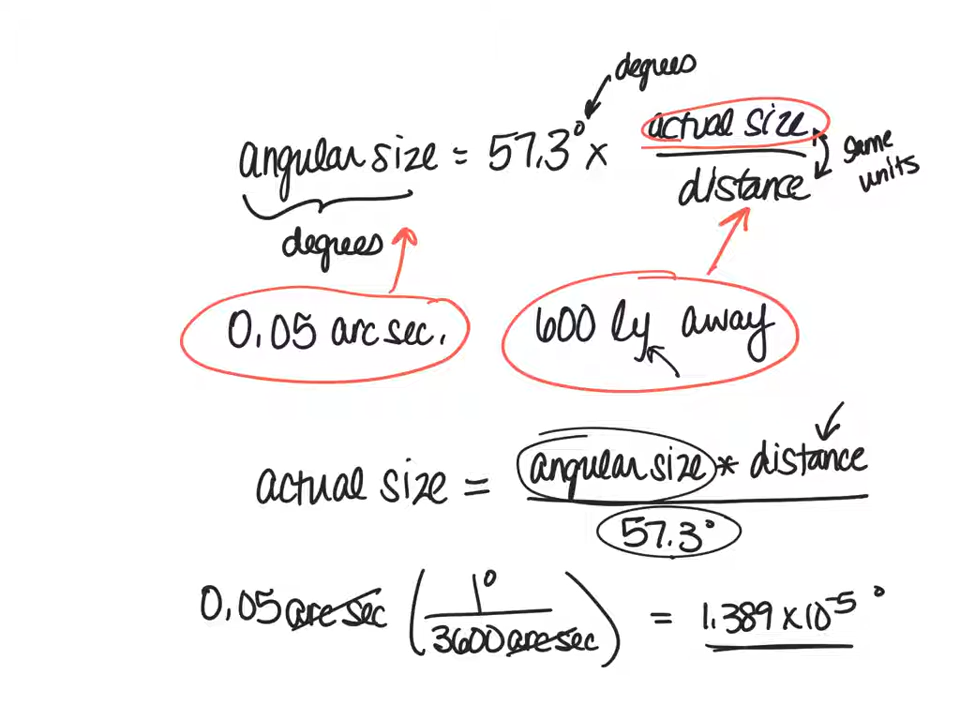 degrees
angular size = 57.3° x actual size / distance
same units
degrees
0.05 arc sec.
600 ly away
actual size = angular size * distance / 57.3°
0.05 arc sec ( 1° / 3600 arc sec ) = 1.389 x 10⁻⁵ °